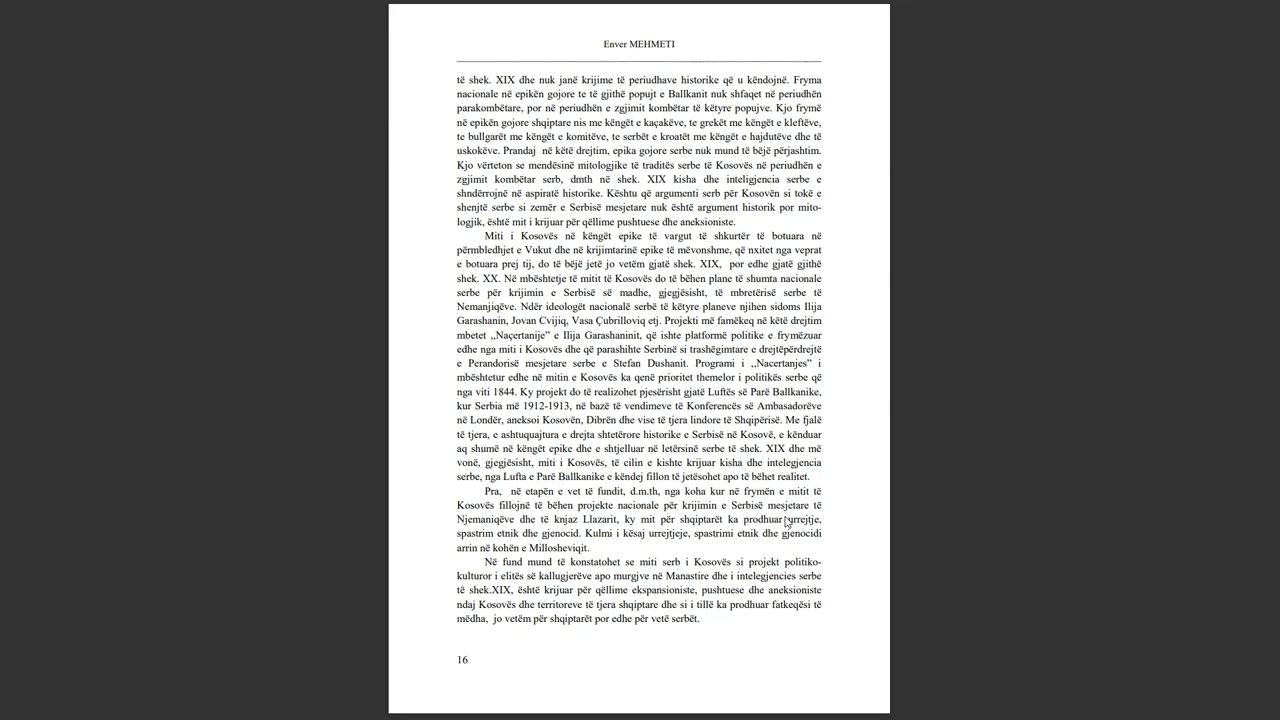 Enver MEHMETI
të shek. XIX dhe nuk janë krijime të periudhave historike që u këndojnë. Fryma
nacionale në epikën gojore te të gjithë popujt e Ballkanit nuk shfaqet në periudhën
parakombëtare, por në periudhën e zgjimit kombëtar të këtyre popujve. Kjo frymë
në epikën gojore shqiptare nis me këngët e kaçakëve, te grekët me këngët e kleftëve,
te bullgarët me këngët e komitëve, te serbët e kroatët me këngët e hajdutëve dhe të
uskokëve. Prandaj në këtë drejtim, epika gojore serbe nuk mund të bëjë përjashtim.
Kjo vërteton se mendësinë mitologjike të traditës serbe të Kosovës në periudhën e
zgjimit kombëtar serb, dmth në shek. XIX kisha dhe inteligjencia serbe e
shndërrojnë në aspiratë historike. Kështu që argumenti serb për Kosovën si tokë e
shenjtë serbe si zemër e Serbisë mesjetare nuk është argument historik por mito-
logjik, është mit i krijuar për qëllime pushtuese dhe aneksioniste.
Miti i Kosovës në këngët epike të vargut të shkurtër të botuara në
përmbledhjet e Vukut dhe në krijimtarinë epike të mëvonshme, që nxitet nga veprat
e botuara prej tij, do të bëjë jetë jo vetëm gjatë shek. XIX, por edhe gjatë gjithë
shek. XX. Në mbështetje të mitit të Kosovës do të bëhen plane të shumta nacionale
serbe për krijimin e Serbisë së madhe, gjegjësisht, të mbretërisë serbe të
Nemanjiqëve. Ndër ideologët nacionalë serbë të këtyre planeve njihen sidoms Ilija
Garashanin, Jovan Cvijiq, Vasa Çubrilloviq etj. Projekti më famëkeq në këtë drejtim
mbetet ,,Naçertanije” e Ilija Garashaninit, që ishte platformë politike e frymëzuar
edhe nga miti i Kosovës dhe që parashihte Serbinë si trashëgimtare e drejtëpërdrejtë
e Perandorisë mesjetare serbe e Stefan Dushanit. Programi i ,,Nacertanjes” i
mbështetur edhe në mitin e Kosovës ka qenë prioritet themelor i politikës serbe që
nga viti 1844. Ky projekt do të realizohet pjesërisht gjatë Luftës së Parë Ballkanike,
kur Serbia më 1912-1913, në bazë të vendimeve të Konferencës së Ambasadorëve
në Londër, aneksoi Kosovën, Dibrën dhe vise të tjera lindore të Shqipërisë. Me fjalë
të tjera, e ashtuquajtura e drejta shtetërore historike e Serbisë në Kosovë, e kënduar
aq shumë në këngët epike dhe e shtjelluar në letërsinë serbe të shek. XIX dhe më
vonë, gjegjësisht, miti i Kosovës, të cilin e kishte krijuar kisha dhe intelegjencia
serbe, nga Lufta e Parë Ballkanike e këndej fillon të jetësohet apo të bëhet realitet.
Pra, në etapën e vet të fundit, d.m.th, nga koha kur në frymën e mitit të
Kosovës fillojnë të bëhen projekte nacionale për krijimin e Serbisë mesjetare të
Njemaniqëve dhe të knjaz Llazarit, ky mit për shqiptarët ka prodhuar urrejtje,
spastrim etnik dhe gjenocid. Kulmi i kësaj urrejtjeje, spastrimi etnik dhe gjenocidi
arrin në kohën e Millosheviqit.
Në fund mund të konstatohet se miti serb i Kosovës si projekt politiko-
kulturor i elitës së kallugjerëve apo murgjve në Manastire dhe i intelegjencies serbe
të shek.XIX, është krijuar për qëllime ekspansioniste, pushtuese dhe aneksioniste
ndaj Kosovës dhe territoreve të tjera shqiptare dhe si i tillë ka prodhuar fatkeqësi të
mëdha, jo vetëm për shqiptarët por edhe për vetë serbët.
16